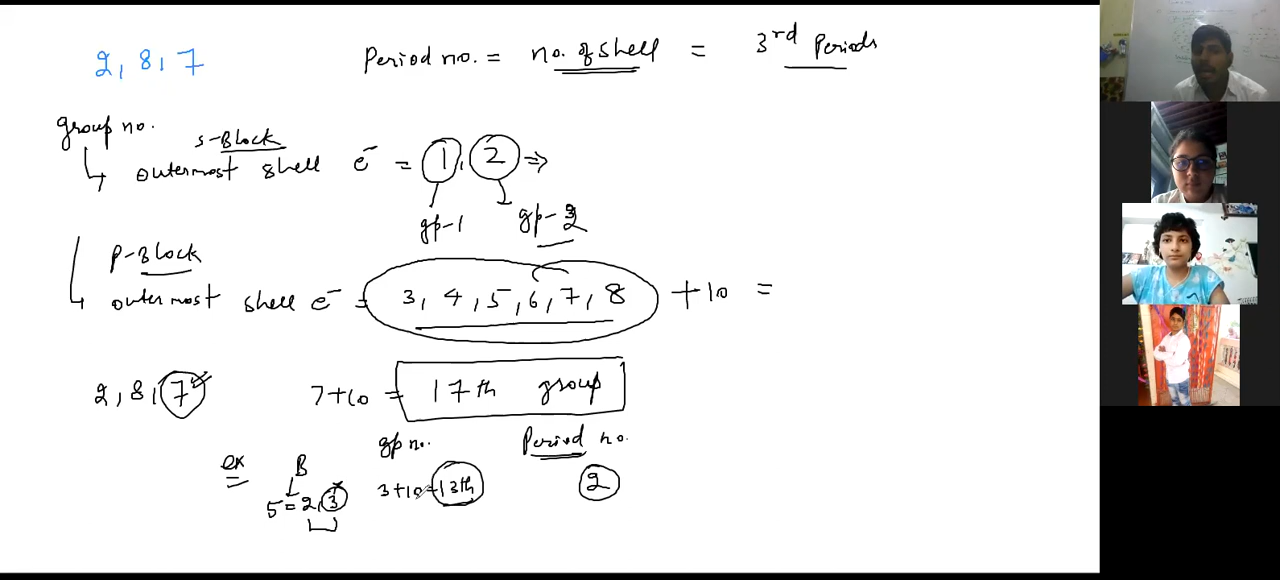 2, 8, 7
Period no. = no. of shell = 3rd Periods
group no.
s-Block
outermost shell e⁻ = 1, 2 ⇒
gp-1 gp-2
P-Block
outermost shell e⁻ = 3, 4, 5, 6, 7, 8 +10 =
2, 8, 7 7+10 = 17th group
gp no. Period no.
ex B
5 = 2, 3 3+10=13th 2